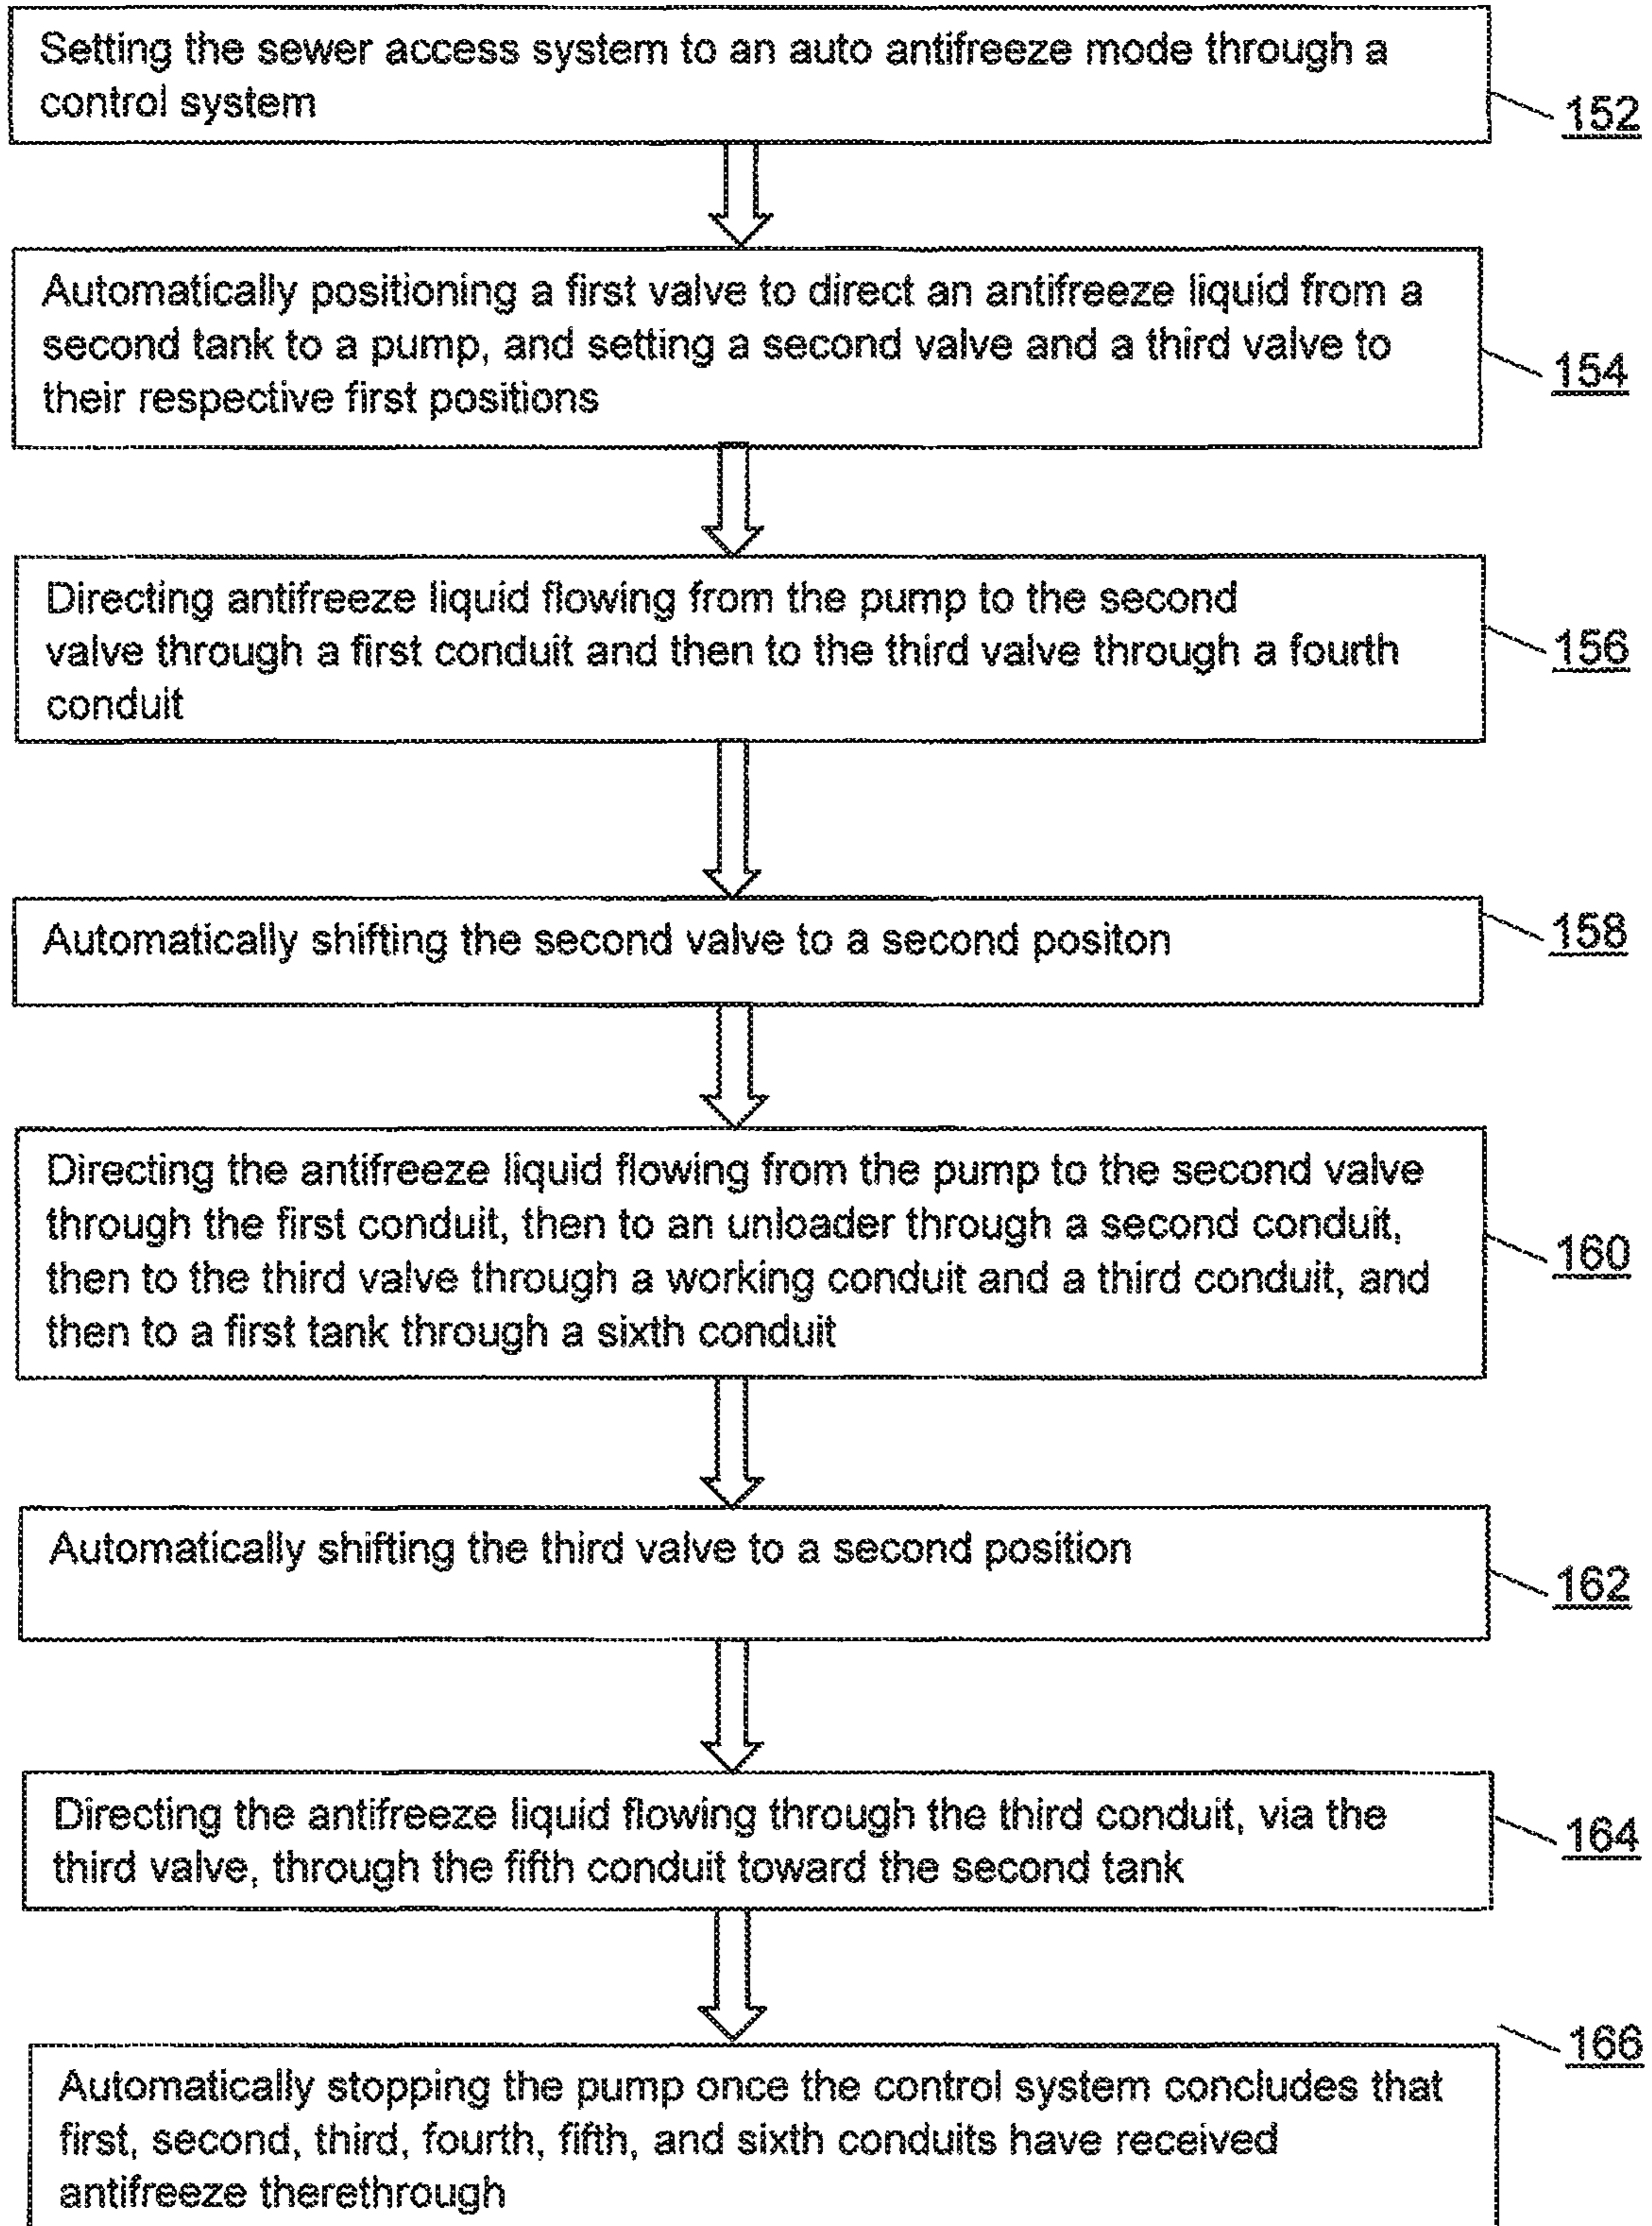 Setting the sewer access system to an auto antifreeze mode through a
control system
152
Automatically positioning a first valve to direct an antifreeze liquid from a
second tank to a pump, and setting a second valve and a third valve to
their respective first positions
154
Directing antifreeze liquid flowing from the pump to the second
valve through a first conduit and then to the third valve through a fourth
conduit
156
Automatically shifting the second valve to a second positon
158
Directing the antifreeze liquid flowing from the pump to the second valve
through the first conduit, then to an unloader through a second conduit,
then to the third valve through a working conduit and a third conduit, and
then to a first tank through a sixth conduit
160
Automatically shifting the third valve to a second position
162
Directing the antifreeze liquid flowing through the third conduit, via the
third valve, through the fifth conduit toward the second tank
164
Automatically stopping the pump once the control system concludes that
first, second, third, fourth, fifth, and sixth conduits have received
antifreeze therethrough
166